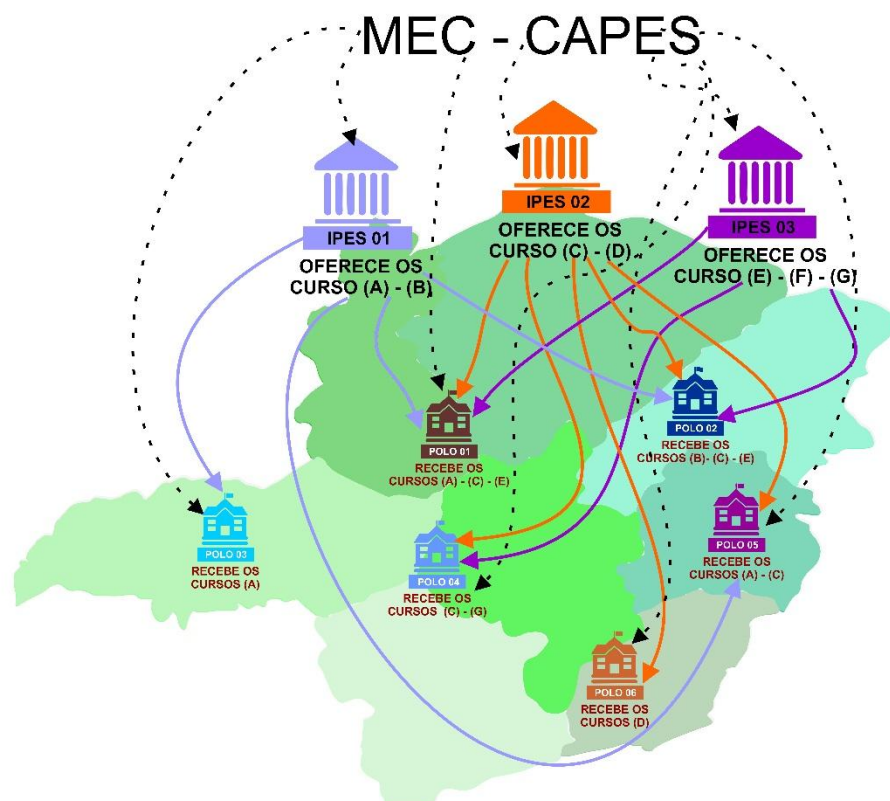 MEC - CAPES
IPES 01
OFERECE OS
CURSO (A) - (B)
IPES 02
OFERECE OS
CURSO (C) - (D)
IPES 03
OFERECE OS
CURSO (E) - (F) - (G)
POLO 01
RECEBE OS
CURSOS (A) - (C) - (E)
POLO 02
RECEBE OS
CURSOS (B)- (C) - (E)
POLO 03
RECEBE OS
CURSOS (A)
POLO 04
RECEBE OS
CURSOS (C) - (G)
POLO 05
RECEBE OS
CURSOS (A) - (C)
POLO 06
RECEBE OS
CURSOS (D)